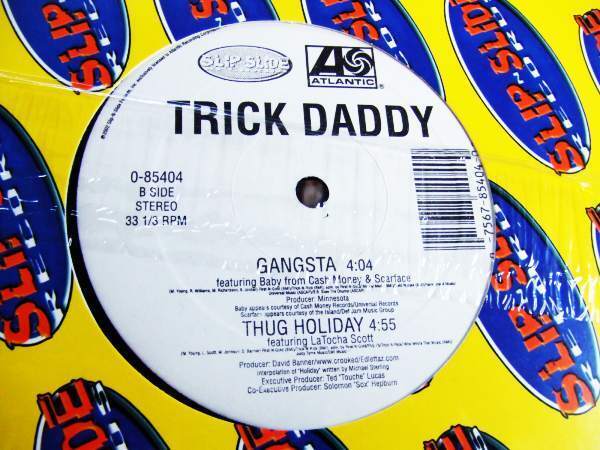 SLIP-N-SLIDE
ATLANTIC
®
TRICK DADDY
0-85404
B SIDE
STEREO
33 1/3 RPM
7567 85404
GANGSTA 4:04
featuring Baby from Cash Money & Scarface
Producer: Minnesota
Baby appears courtesy of Cash Money Records/Universal Records
Scarface appears courtesy of the Island/Def Jam Music Group
THUG HOLIDAY 4:55
featuring LaTocha Scott
Producer: David Banner/www.crooked/Edlettaz.com
interpolation of "Holiday" written by Michael Sterling
Executive Producer: Ted "Touche" Lucas
Co-Executive Producer: Solomon "Sox" Hepburn
SLIP-N-SLIDE
RECORDS